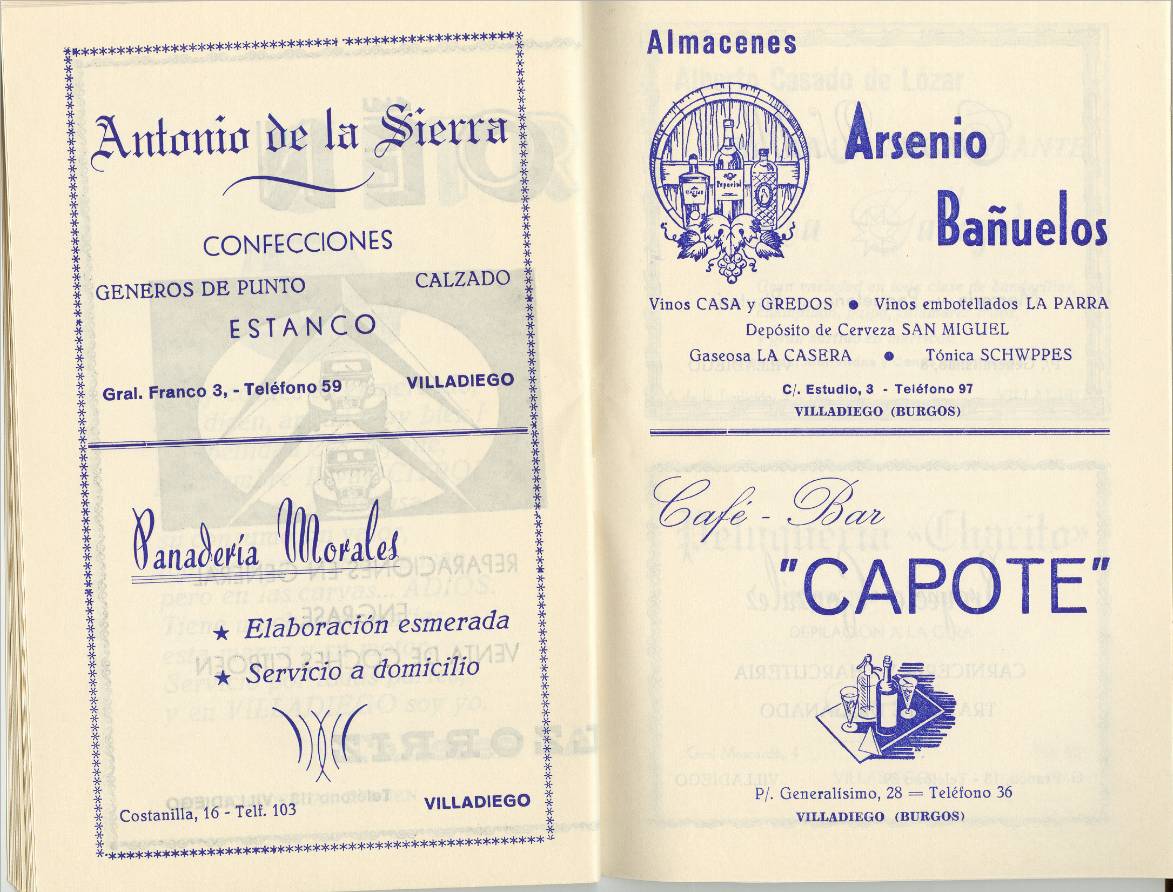 Antonio de la Sierra
CONFECCIONES
GENEROS DE PUNTO CALZADO
ESTANCO
Gral. Franco 3, - Teléfono 59 VILLADIEGO
Panadería Morales
★ Elaboración esmerada
★ Servicio a domicilio
Costanilla, 16 - Telf. 103 VILLADIEGO
Almacenes
Arsenio
Bañuelos
Vinos CASA y GREDOS ● Vinos embotellados LA PARRA
Depósito de Cerveza SAN MIGUEL
Gaseosa LA CASERA ● Tónica SCHWPPES
C/. Estudio, 3 - Teléfono 97
VILLADIEGO (BURGOS)
Café - Bar
"CAPOTE"
P/. Generalísimo, 28 = Teléfono 36
VILLADIEGO (BURGOS)